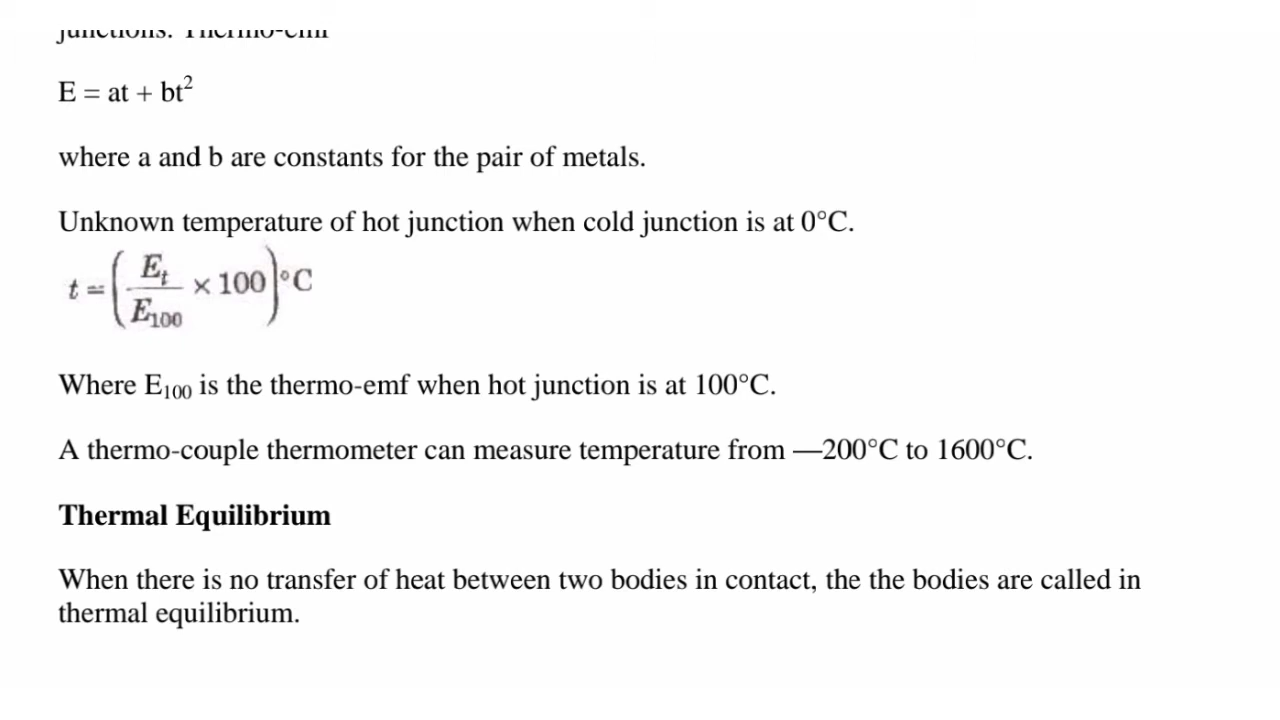 junctions. Thermo-emf
E = at + bt²
where a and b are constants for the pair of metals.
Unknown temperature of hot junction when cold junction is at 0°C.
t = (E_t / E_100 × 100) °C
Where E₁₀₀ is the thermo-emf when hot junction is at 100°C.
A thermo-couple thermometer can measure temperature from —200°C to 1600°C.
Thermal Equilibrium
When there is no transfer of heat between two bodies in contact, the the bodies are called in
thermal equilibrium.